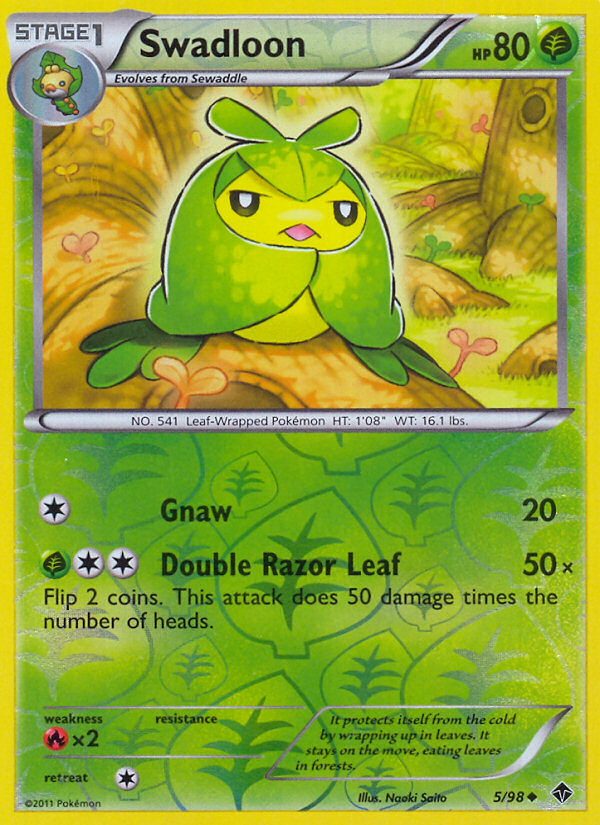 STAGE1
Swadloon
HP80
Evolves from Sewaddle
NO. 541 Leaf-Wrapped Pokémon HT: 1'08" WT: 16.1 lbs.
Gnaw 20
Double Razor Leaf 50×
Flip 2 coins. This attack does 50 damage times the
number of heads.
weakness resistance
×2
It protects itself from the cold
by wrapping up in leaves. It
stays on the move, eating leaves
in forests.
retreat
©2011 Pokémon
Illus. Naoki Saito
5/98